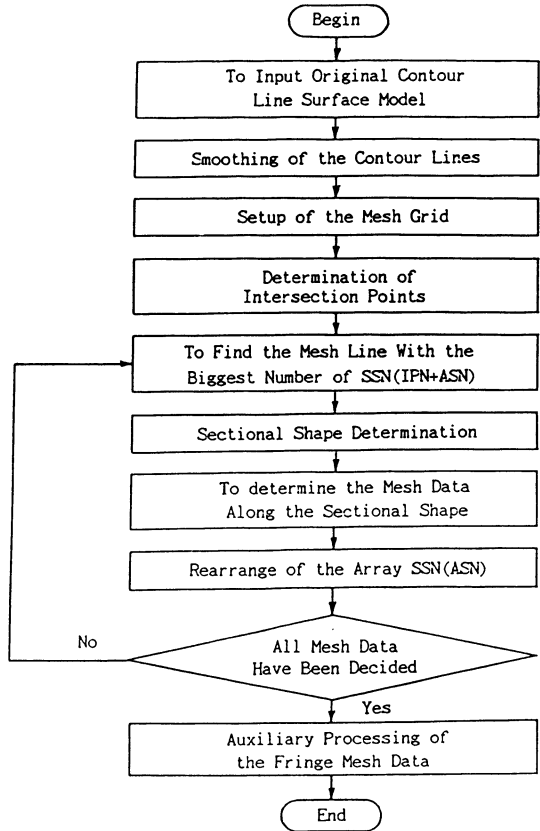 Begin
To Input Original Contour
Line Surface Model
Smoothing of the Contour Lines
Setup of the Mesh Grid
Determination of
Intersection Points
To Find the Mesh Line With the
Biggest Number of SSN(IPN+ASN)
Sectional Shape Determination
To determine the Mesh Data
Along the Sectional Shape
Rearrange of the Array SSN(ASN)
All Mesh Data
Have Been Decided
No
Yes
Auxiliary Processing of
the Fringe Mesh Data
End